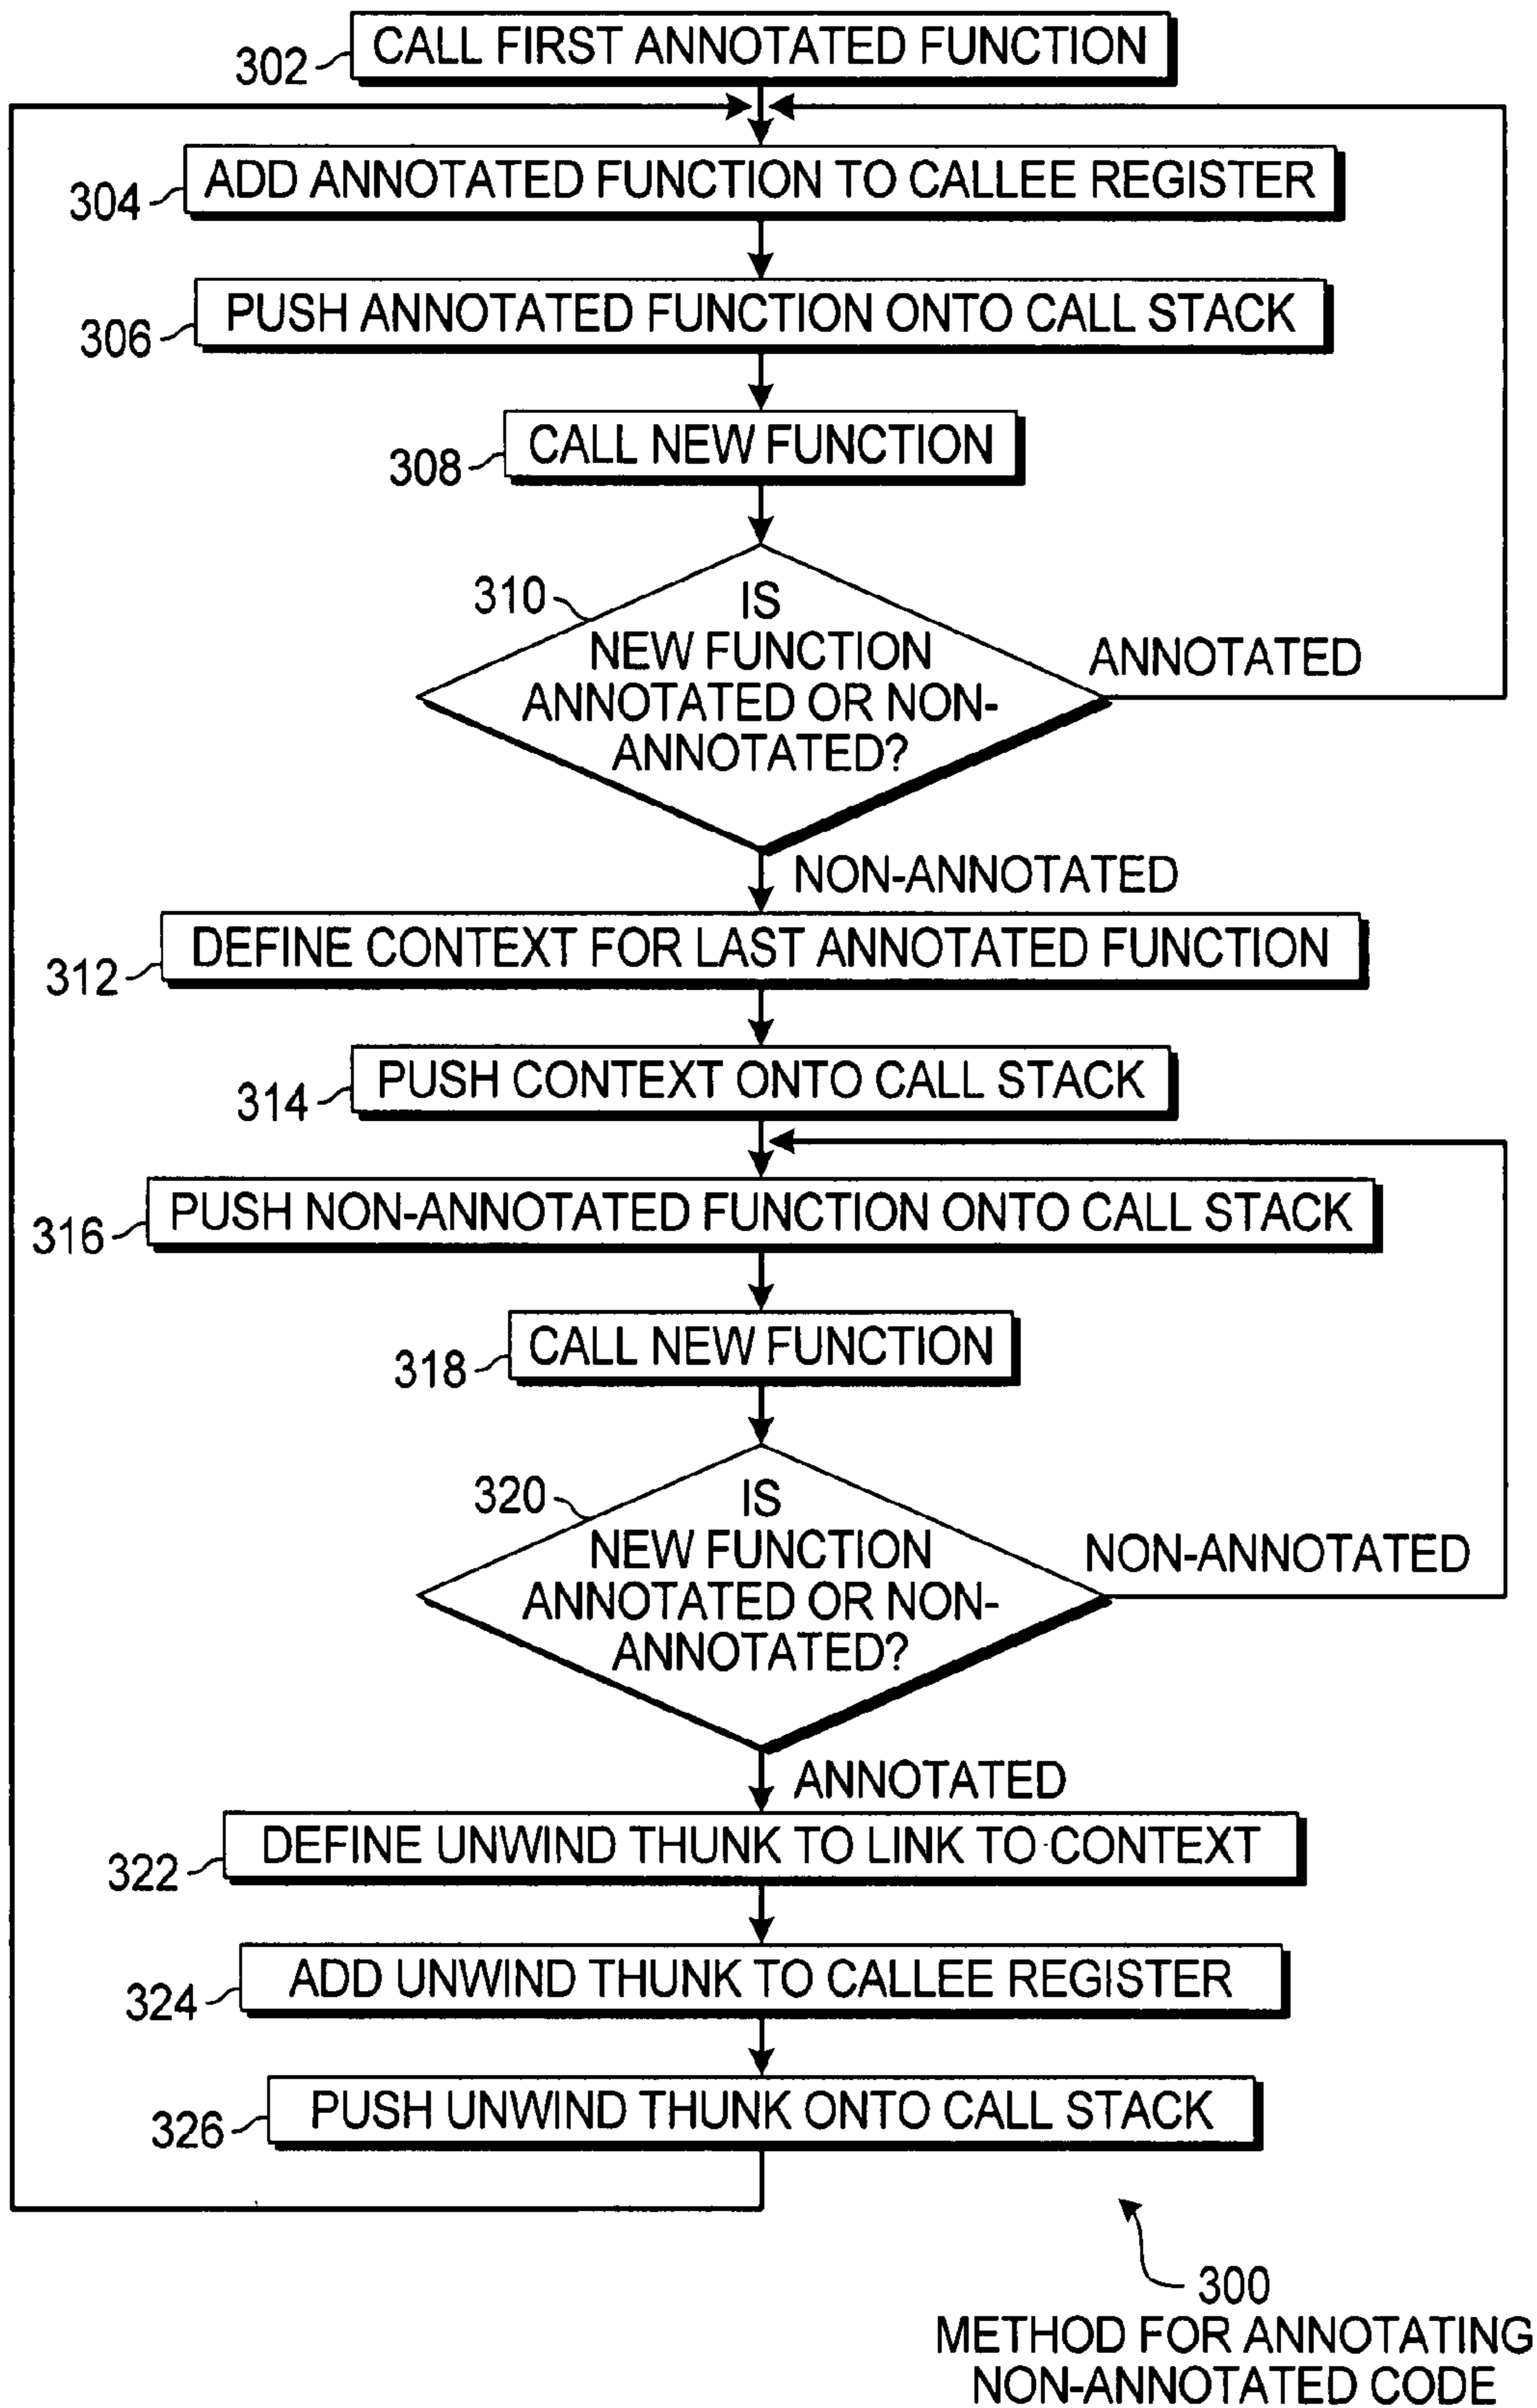 CALL FIRST ANNOTATED FUNCTION
302
ADD ANNOTATED FUNCTION TO CALLEE REGISTER
304
PUSH ANNOTATED FUNCTION ONTO CALL STACK
306
CALL NEW FUNCTION
308
310
IS
NEW FUNCTION
ANNOTATED OR NON-
ANNOTATED?
ANNOTATED
NON-ANNOTATED
DEFINE CONTEXT FOR LAST ANNOTATED FUNCTION
312
PUSH CONTEXT ONTO CALL STACK
314
PUSH NON-ANNOTATED FUNCTION ONTO CALL STACK
316
CALL NEW FUNCTION
318
320
IS
NEW FUNCTION
ANNOTATED OR NON-
ANNOTATED?
NON-ANNOTATED
ANNOTATED
DEFINE UNWIND THUNK TO LINK TO CONTEXT
322
ADD UNWIND THUNK TO CALLEE REGISTER
324
PUSH UNWIND THUNK ONTO CALL STACK
326
300
METHOD FOR ANNOTATING
NON-ANNOTATED CODE